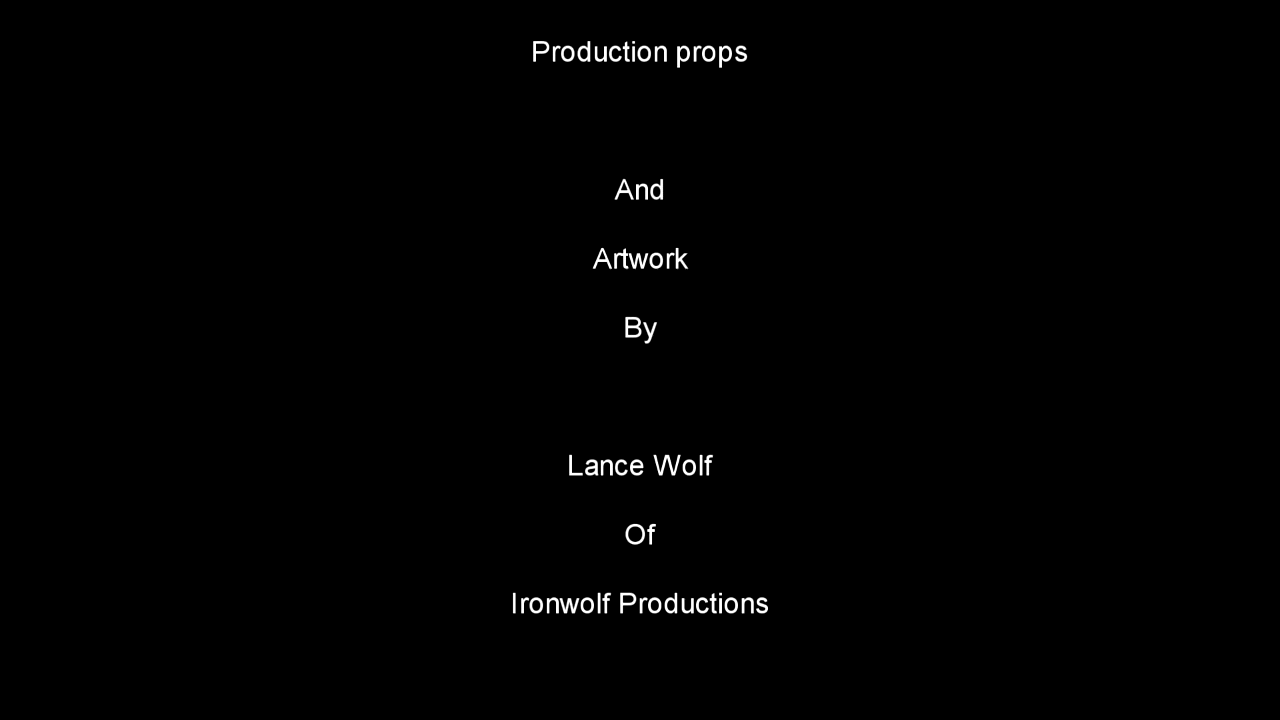 Production props
And
Artwork
By
Lance Wolf
Of
Ironwolf Productions